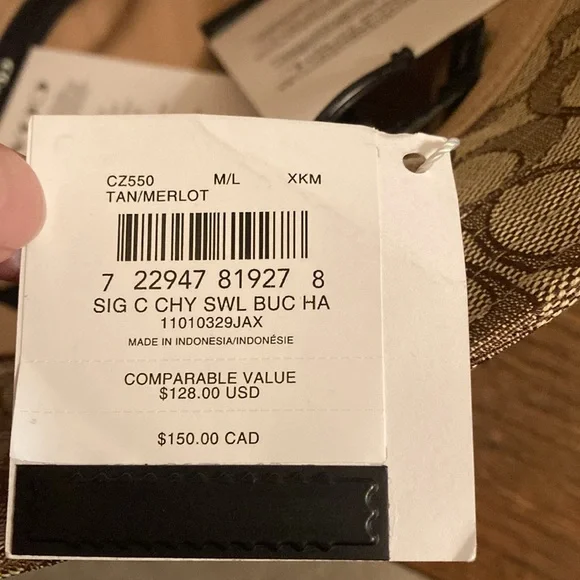 CZ550 M/L XKM
TAN/MERLOT
7 22947 81927 8
SIG C CHY SWL BUC HA
11010329JAX
MADE IN INDONESIA/INDONÉSIE
COMPARABLE VALUE
$128.00 USD
$150.00 CAD